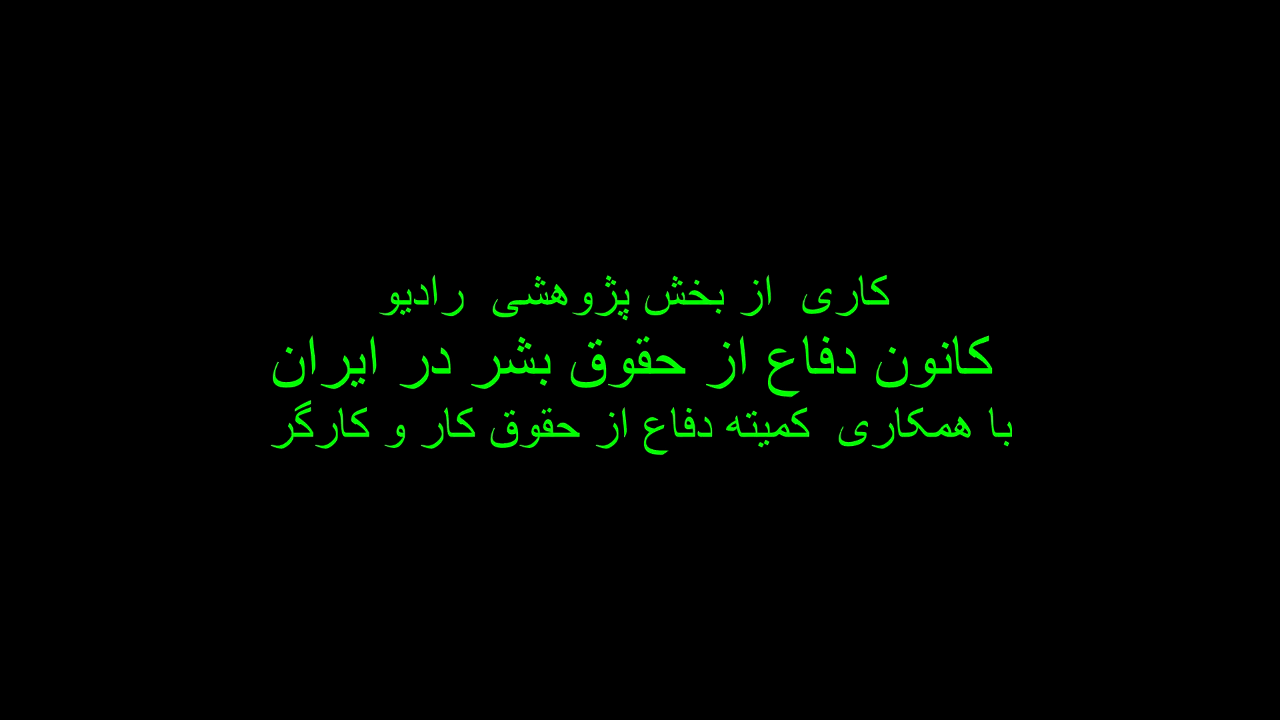 کاری از بخش پژوهشی رادیو
کانون دفاع از حقوق بشر در ایران
با همکاری کمیته دفاع از حقوق کار و کارگر